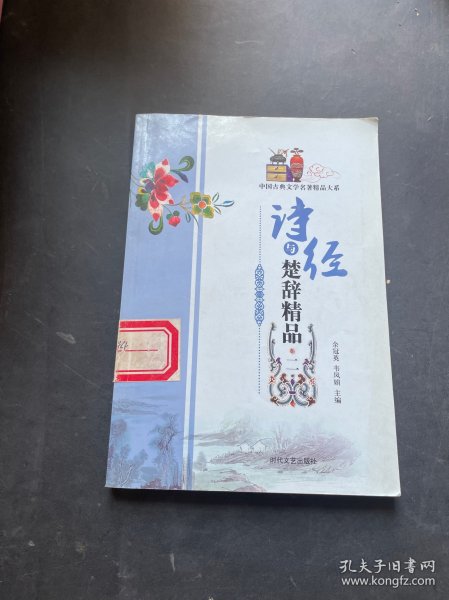 中国古典文学名著精品大系
诗经
与
楚辞精品
二
余冠英 韦凤娟 主编
时代文艺出版社
孔夫子旧书网
www.kongfz.com